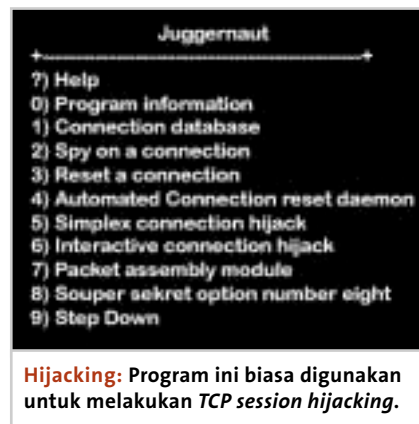 Juggernaut
+--------------------------------------------+
?) Help
0) Program information
1) Connection database
2) Spy on a connection
3) Reset a connection
4) Automated Connection reset daemon
5) Simplex connection hijack
6) Interactive connection hijack
7) Packet assembly module
8) Souper sekret option number eight
9) Step Down
Hijacking: Program ini biasa digunakan
untuk melakukan TCP session hijacking.